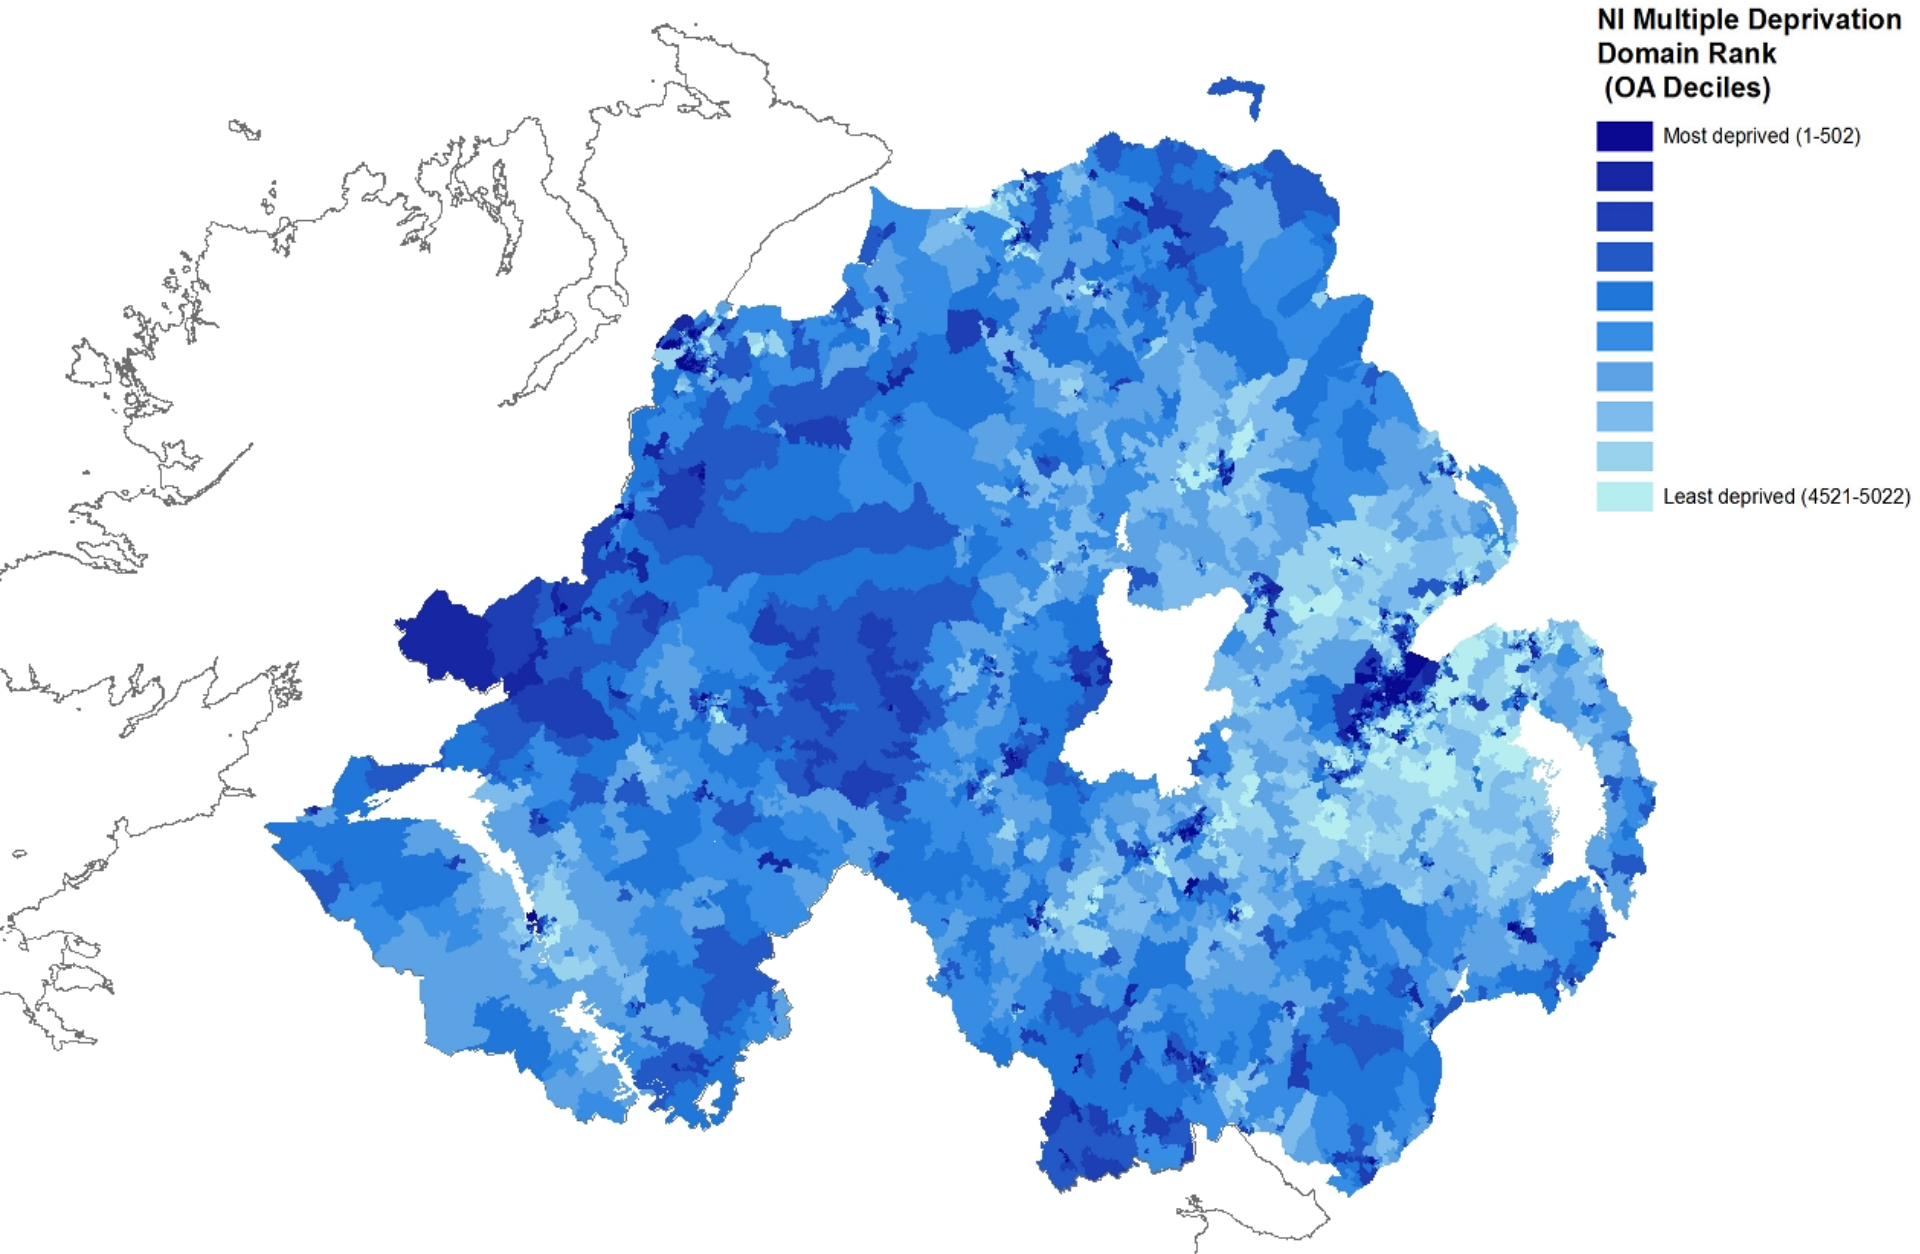 NI Multiple Deprivation
Domain Rank
(OA Deciles)
Most deprived (1-502)
Least deprived (4521-5022)